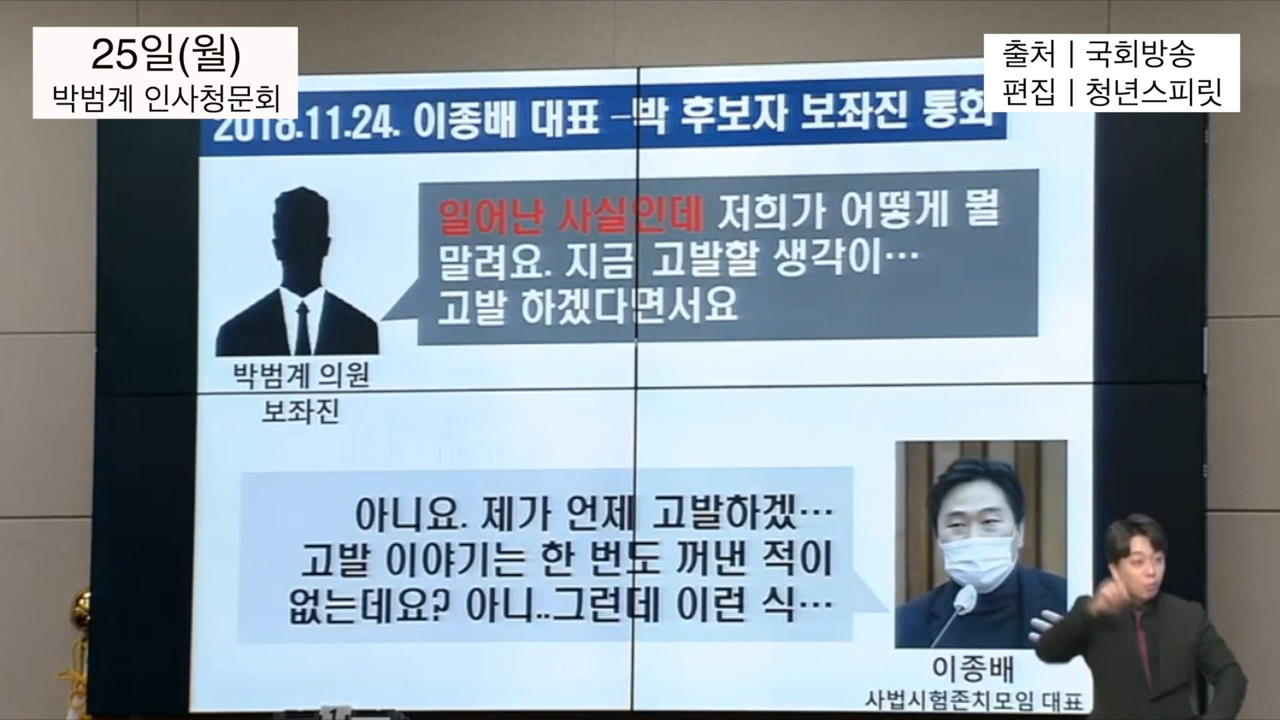 25일(월)
박범계 인사청문회
출처 | 국회방송
편집 | 청년스피릿
2018.11.24. 이종배 대표 – 박 후보자 보좌진 통화
일어난 사실인데 저희가 어떻게 뭘
말려요. 지금 고발할 생각이…
고발 하겠다면서요
박범계 의원
보좌진
아니요. 제가 언제 고발하겠…
고발 이야기는 한 번도 꺼낸 적이
없는데요? 아니..그런데 이런 식…
이종배
사법시험존치모임 대표